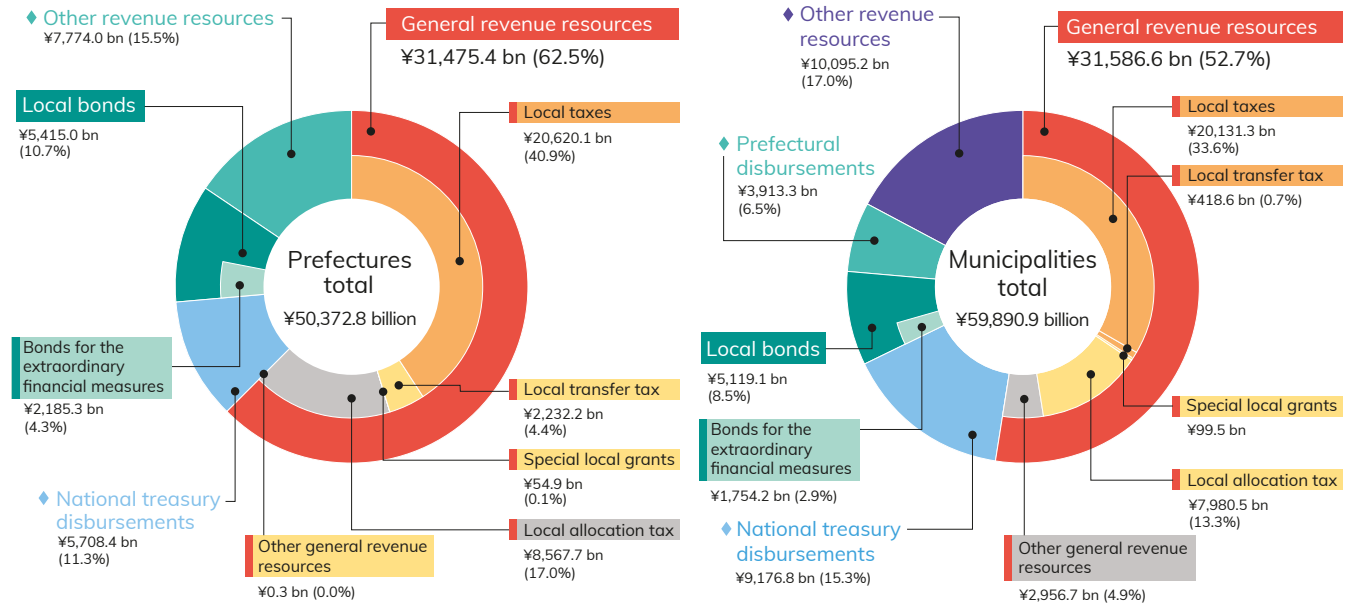 ◆ Other revenue resources
¥7,774.0 bn (15.5%)
General revenue resources
¥31,475.4 bn (62.5%)
Local bonds
¥5,415.0 bn
(10.7%)
Local taxes
¥20,620.1 bn
(40.9%)
Prefectures
total
¥50,372.8 billion
Bonds for the
extraordinary
financial measures
¥2,185.3 bn
(4.3%)
Local transfer tax
¥2,232.2 bn
(4.4%)
Special local grants
¥54.9 bn
(0.1%)
◆ National treasury
disbursements
¥5,708.4 bn
(11.3%)
Local allocation tax
¥8,567.7 bn
(17.0%)
Other general revenue
resources
¥0.3 bn (0.0%)
◆ Other revenue
resources
¥10,095.2 bn
(17.0%)
General revenue resources
¥31,586.6 bn (52.7%)
Local taxes
¥20,131.3 bn
(33.6%)
◆ Prefectural
disbursements
¥3,913.3 bn
(6.5%)
Local transfer tax
¥418.6 bn (0.7%)
Municipalities
total
¥59,890.9 billion
Local bonds
¥5,119.1 bn
(8.5%)
Special local grants
¥99.5 bn
Bonds for the
extraordinary
financial measures
¥1,754.2 bn (2.9%)
Local allocation tax
¥7,980.5 bn
(13.3%)
◆ National treasury
disbursements
¥9,176.8 bn (15.3%)
Other general revenue
resources
¥2,956.7 bn (4.9%)